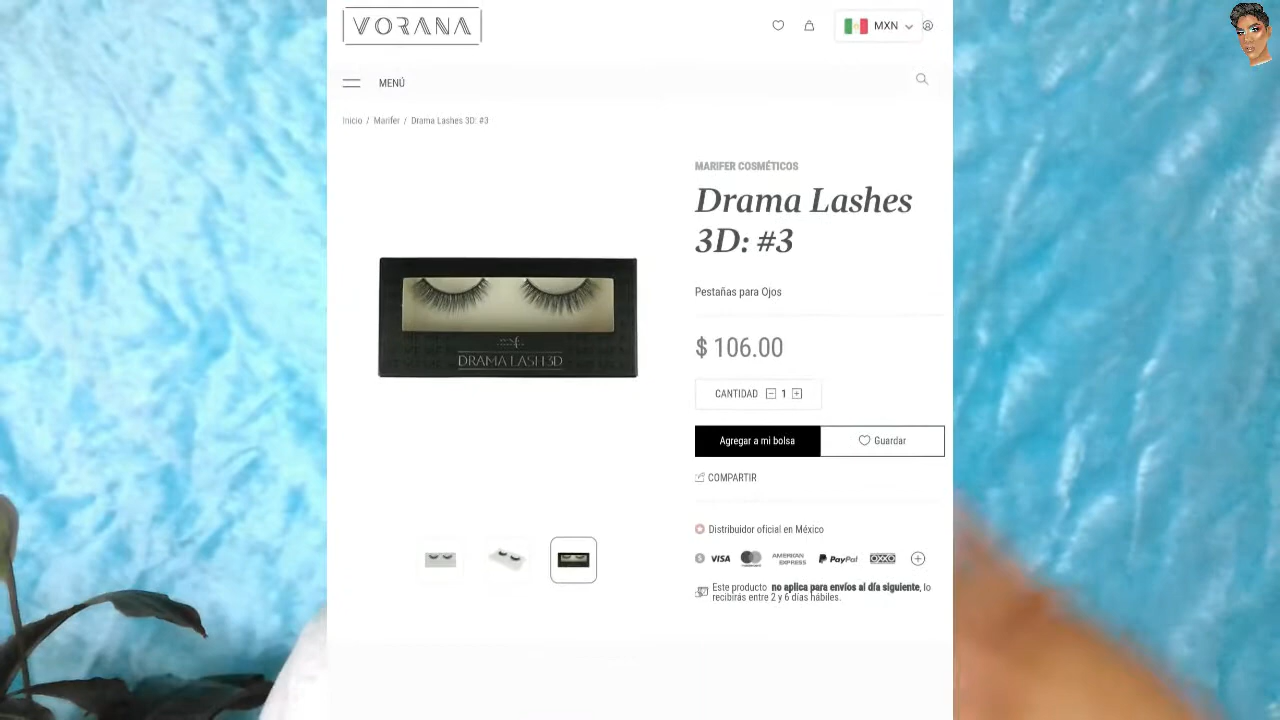 VORANA
MXN
MENÚ
Inicio / Marifer / Drama Lashes 3D: #3
MARIFER COSMÉTICOS
Drama Lashes
3D: #3
Pestañas para Ojos
$ 106.00
CANTIDAD 1
Agregar a mi bolsa
Guardar
COMPARTIR
DRAMA LASH3D
Distribuidor oficial en México
VISA
AMERICAN
EXPRESS
PayPal
OXXO
Este producto no aplica para envíos al día siguiente, lo
recibirás entre 2 y 6 días hábiles.